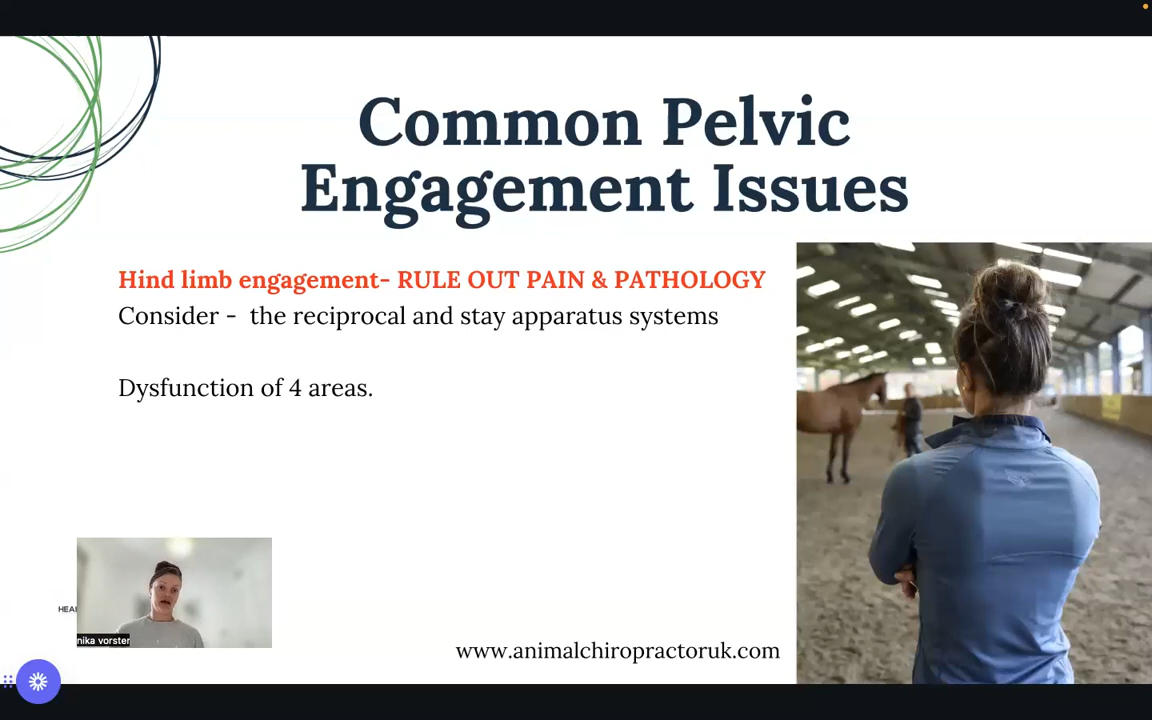 Common Pelvic
Engagement Issues
Hind limb engagement- RULE OUT PAIN & PATHOLOGY
Consider -  the reciprocal and stay apparatus systems
Dysfunction of 4 areas.
HEAL
nika vorster
www.animalchiropractoruk.com